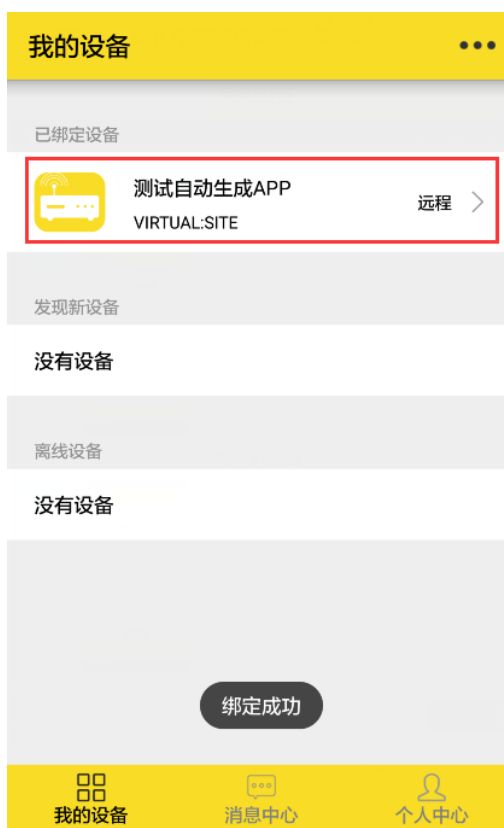 我的设备
已绑定设备
测试自动生成APP
VIRTUAL:SITE
远程
发现新设备
没有设备
离线设备
没有设备
绑定成功
我的设备
消息中心
个人中心